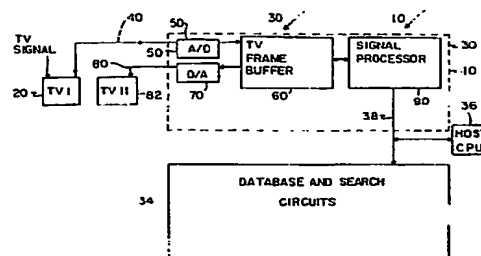 40
50
30
10
TV
SIGNAL
50
A/D
TV
FRAME
BUFFER
SIGNAL
PROCESSOR
30
10
80
D/A
20
TV I
TV II
82
70
60
90
36
38
HOST
CPU
34
DATABASE AND SEARCH
CIRCUITS